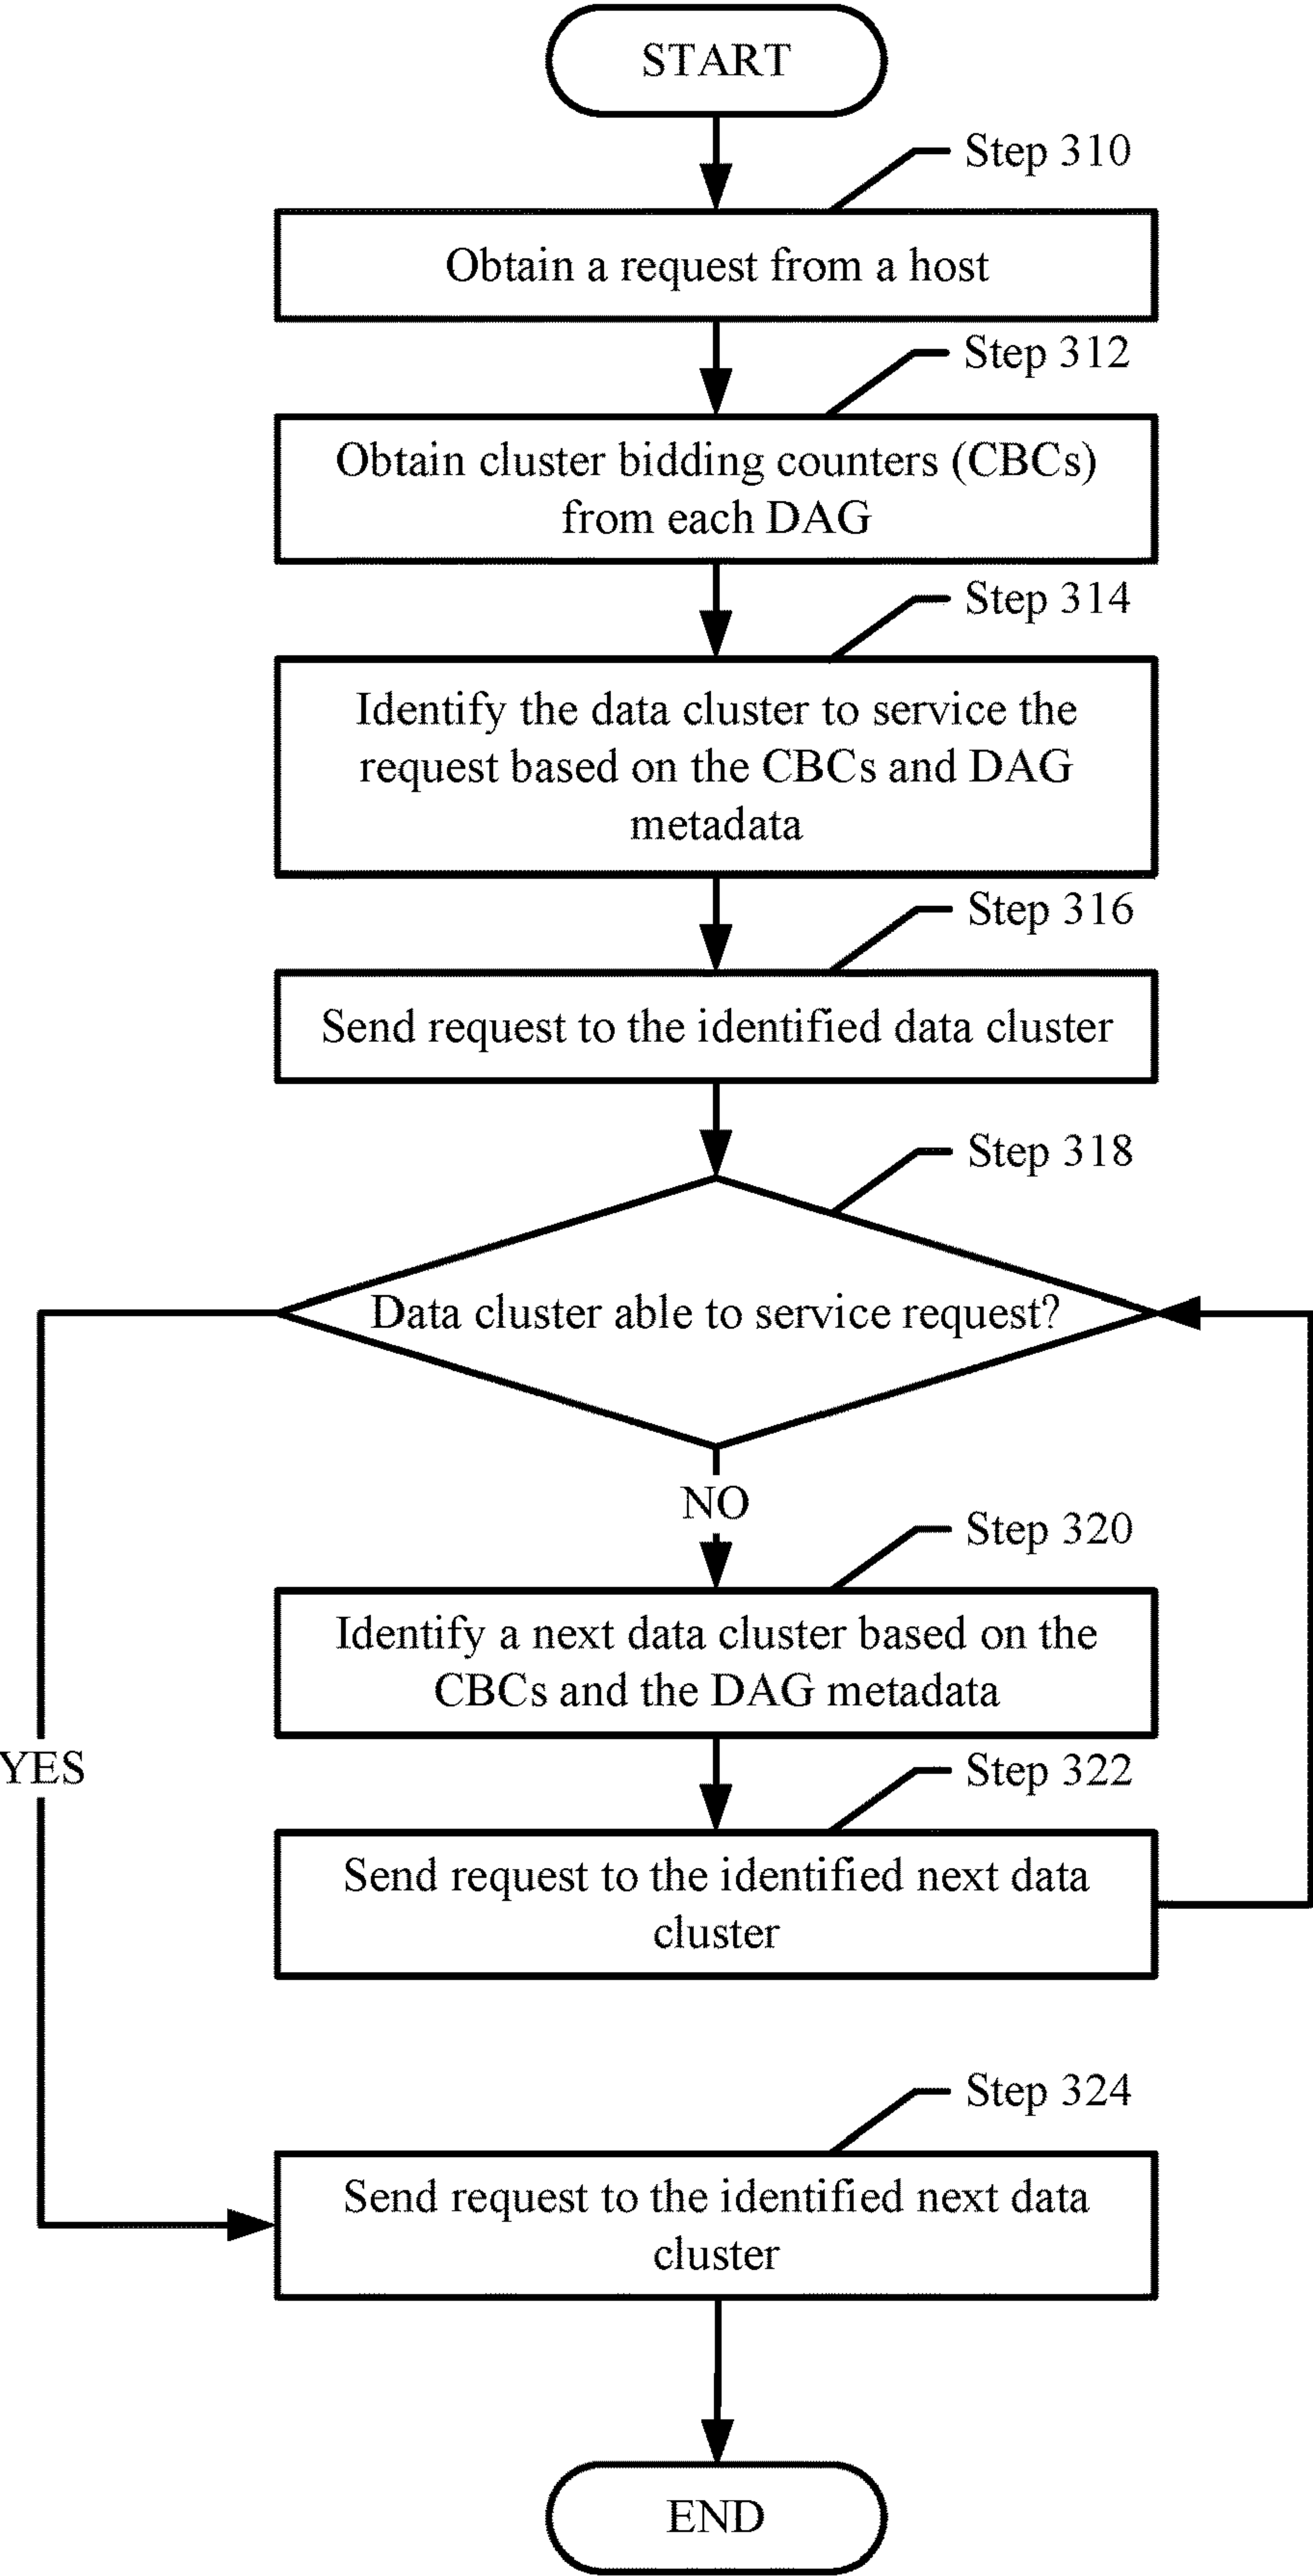 START
Step 310
Obtain a request from a host
Step 312
Obtain cluster bidding counters (CBCs)
from each DAG
Step 314
Identify the data cluster to service the
request based on the CBCs and DAG
metadata
Step 316
Send request to the identified data cluster
Step 318
Data cluster able to service request?
NO
Step 320
Identify a next data cluster based on the
CBCs and the DAG metadata
YES
Step 322
Send request to the identified next data
cluster
Step 324
Send request to the identified next data
cluster
END